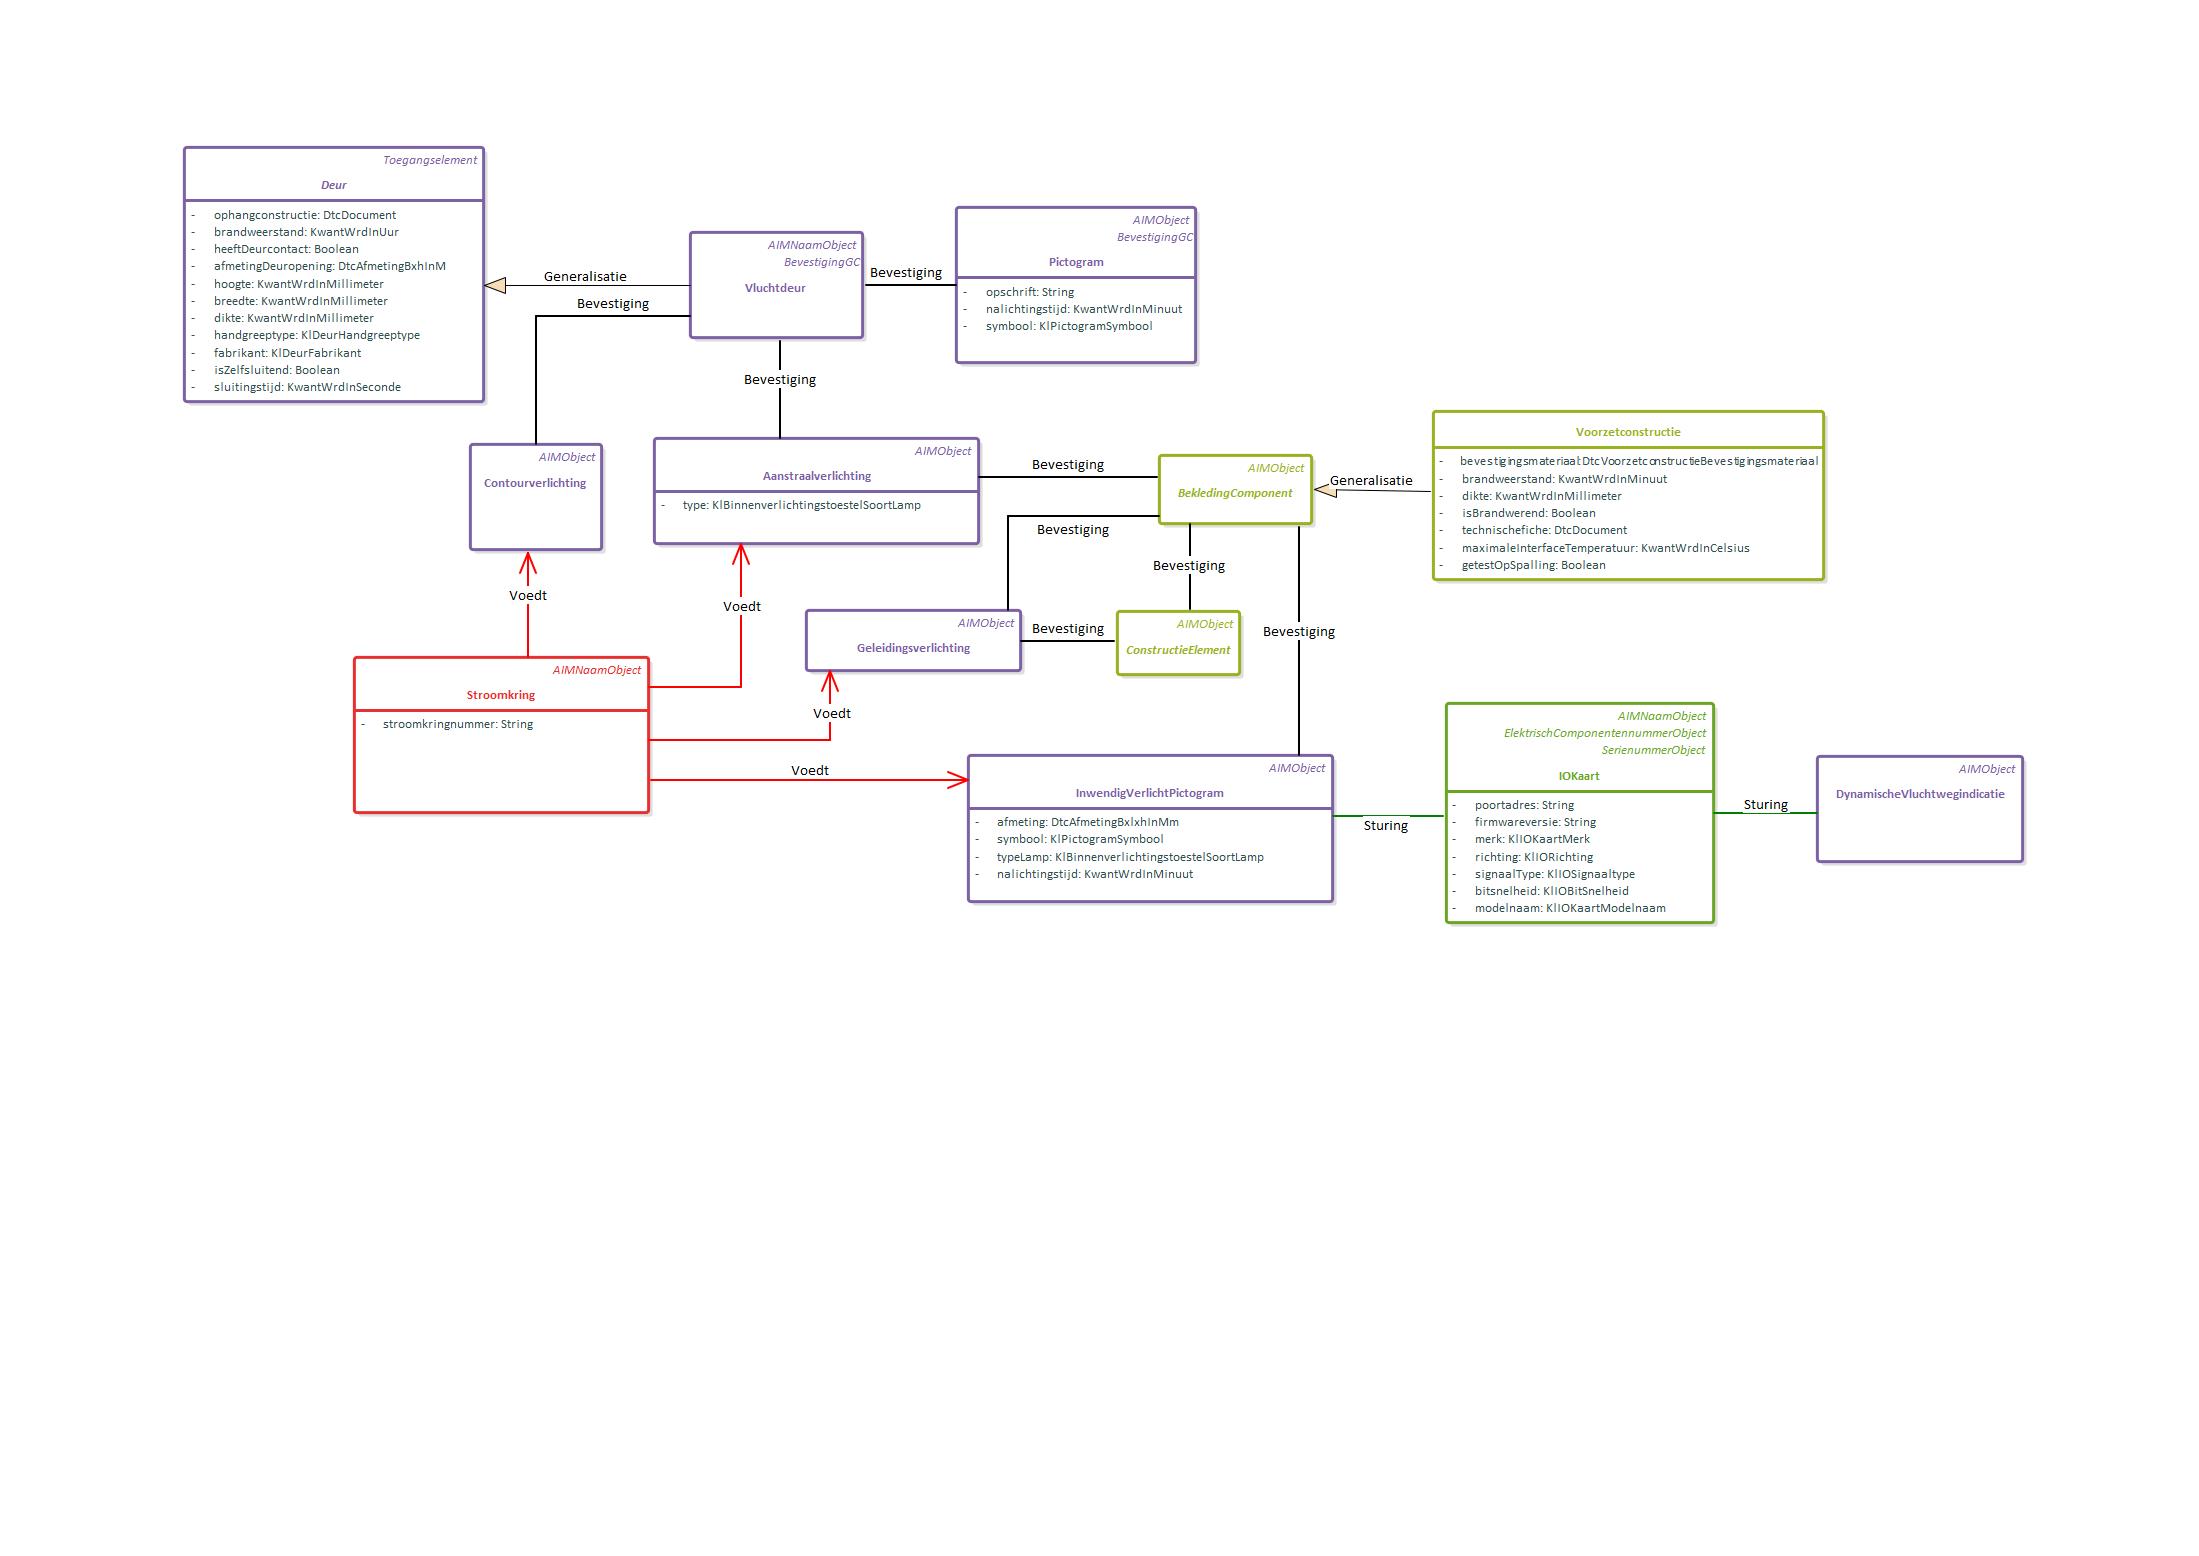 Toegangselement
Deur
- ophangconstructie: DtcDocument
- brandweerstand: KwantWrdInUur
- heeftDeurcontact: Boolean
- afmetingDeuropening: DtcAfmetingBxhInM
- hoogte: KwantWrdInMillimeter
- breedte: KwantWrdInMillimeter
- dikte: KwantWrdInMillimeter
- handgreeptype: KlDeurHandgreeptype
- fabrikant: KlDeurFabrikant
- isZelfsluitend: Boolean
- sluitingstijd: KwantWrdInSeconde
Generalisatie
Bevestiging
AIMNaamObject
BevestigingGC
Vluchtdeur
Bevestiging
AIMObject
BevestigingGC
Pictogram
- opschrift: String
- nalichtingstijd: KwantWrdInMinuut
- symbool: KlPictogramSymbool
Bevestiging
AIMObject
Contourverlichting
AIMObject
Aanstraalverlichting
- type: KlBinnenverlichtingstoestelSoortLamp
Bevestiging
AIMObject
BekledingComponent
Generalisatie
Voorzetconstructie
- bevestigingsmateriaal:DtcVoorzetconstructieBevestigingsmateriaal
- brandweerstand: KwantWrdInMinuut
- dikte: KwantWrdInMillimeter
- isBrandwerend: Boolean
- technischefiche: DtcDocument
- maximaleInterfaceTemperatuur: KwantWrdInCelsius
- getestOpSpalling: Boolean
Bevestiging
Bevestiging
Bevestiging
Voedt
Voedt
AIMObject
Geleidingsverlichting
Bevestiging
AIMObject
ConstructieElement
AIMNaamObject
Stroomkring
- stroomkringnummer: String
Voedt
Voedt
AIMObject
InwendigVerlichtPictogram
- afmeting: DtcAfmetingBxlxhInMm
- symbool: KlPictogramSymbool
- typeLamp: KlBinnenverlichtingstoestelSoortLamp
- nalichtingstijd: KwantWrdInMinuut
Sturing
AIMNaamObject
ElektrischComponentennummerObject
SerienummerObject
IOKaart
- poortadres: String
- firmwareversie: String
- merk: KlIOKaartMerk
- richting: KlIORichting
- signaalType: KlIOSignaaltype
- bitsnelheid: KlIOBitSnelheid
- modelnaam: KlIOKaartModelnaam
Sturing
AIMObject
DynamischeVluchtwegindicatie